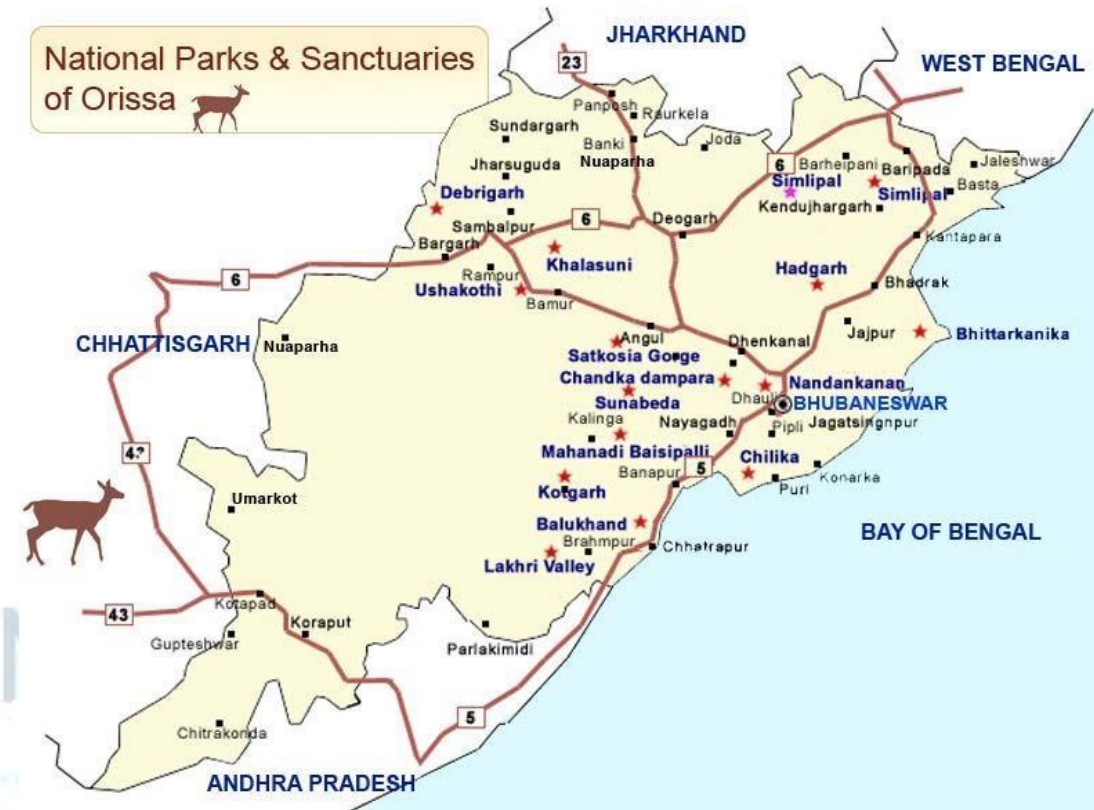 National Parks & Sanctuaries
of Orissa
JHARKHAND
WEST BENGAL
23
Panposh
Raurkela
Sundargarh
Banki
Nuaparha
Joda
Jharsuguda
6
Barheipani
Baripada
Jaleshwar
Simlipal
Simlipal
Basta
Debrigarh
Kendujhargarh
Sambalpur
6
Deogarh
Kantapara
Bargarh
Khalasuni
Rampur
Hadgarh
6
Ushakothi
Bamur
Bhadrak
CHHATTISGARH
Nuaparha
Angul
Dhenkanal
Jajpur
Bhittarkanika
Satkosia Gorge
Chandka dampara
Nandankanan
Dhauli
BHUBANESWAR
Sunabeda
Kalinga
Nayagadh
Pipli
Jagatsingnpur
Mahanadi Baisipalli
Chilika
Banapur
5
Konarka
Puri
Kotgarh
Umarkot
Balukhand
BAY OF BENGAL
Brahmpur
Chhatrapur
Lakhri Valley
Kotapad
43
Koraput
Gupteshwar
Parlakimidi
5
Chitrakonda
ANDHRA PRADESH